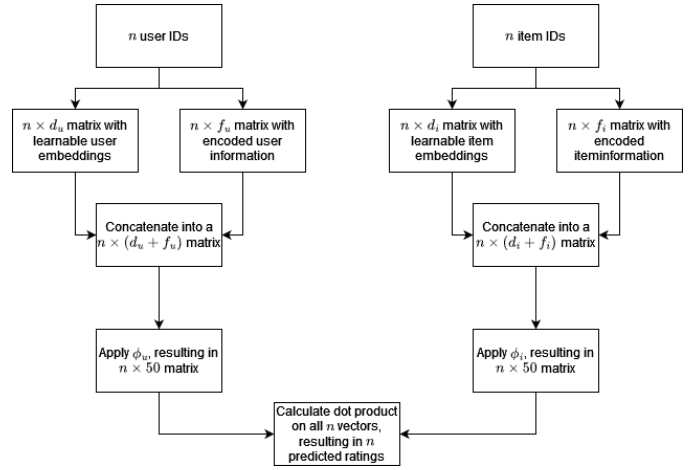 n user IDs
n item IDs
n × d_u matrix with
learnable user
embeddings
n × f_u matrix with
encoded user
information
n × d_i matrix with
learnable item
embeddings
n × f_i matrix with
encoded
iteminformation
Concatenate into a
n × (d_u + f_u) matrix
Concatenate into a
n × (d_i + f_i) matrix
Apply ϕ_u, resulting in
n × 50 matrix
Apply ϕ_i, resulting in
n × 50 matrix
Calculate dot product
on all n vectors,
resulting in n
predicted ratings